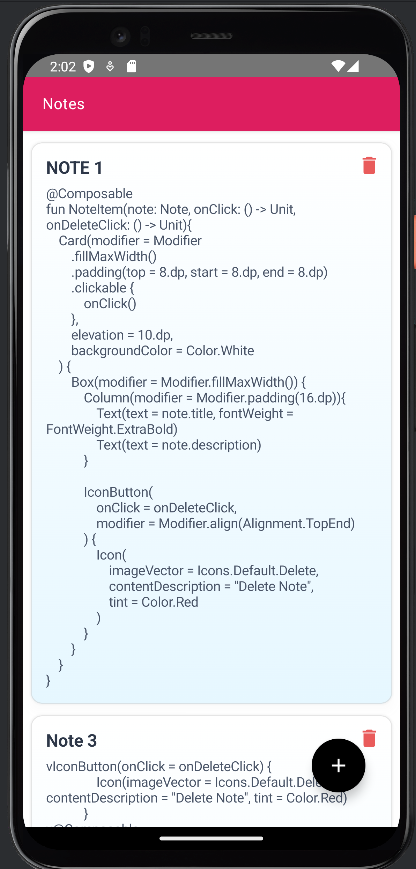 2:02
Notes
NOTE 1
@Composable
fun NoteItem(note: Note, onClick: () -> Unit,
onDeleteClick: () -> Unit){
Card(modifier = Modifier
.fillMaxWidth()
.padding(top = 8.dp, start = 8.dp, end = 8.dp)
.clickable {
onClick()
},
elevation = 10.dp,
backgroundColor = Color.White
) {
Box(modifier = Modifier.fillMaxWidth()) {
Column(modifier = Modifier.padding(16.dp)){
Text(text = note.title, fontWeight =
FontWeight.ExtraBold)
Text(text = note.description)
}
IconButton(
onClick = onDeleteClick,
modifier = Modifier.align(Alignment.TopEnd)
) {
Icon(
imageVector = Icons.Default.Delete,
contentDescription = "Delete Note",
tint = Color.Red
)
}
}
}
}
Note 3
vIconButton(onClick = onDeleteClick) {
Icon(imageVector = Icons.Default.Dele
contentDescription = "Delete Note", tint = Color.Red)
}